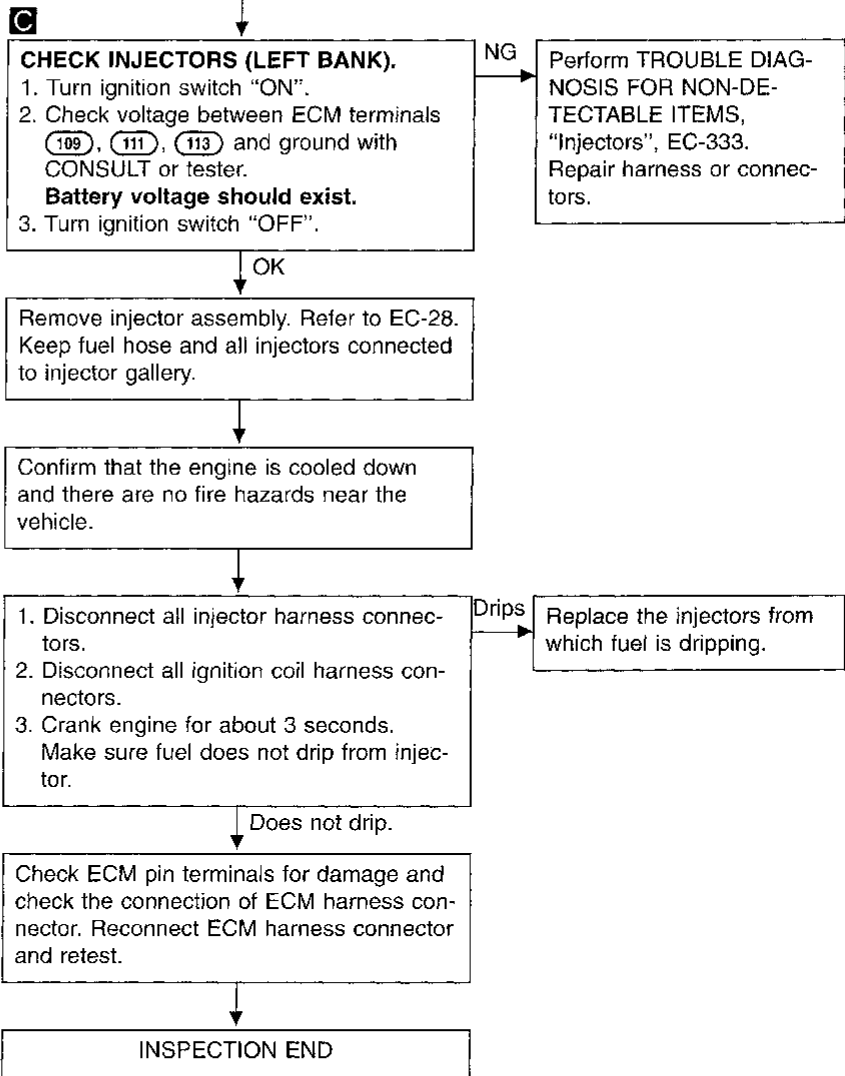 C
CHECK INJECTORS (LEFT BANK).
1. Turn ignition switch “ON”.
2. Check voltage between ECM terminals
109, 111, 113 and ground with
CONSULT or tester.
Battery voltage should exist.
3. Turn ignition switch “OFF”.
NG
Perform TROUBLE DIAG-
NOSIS FOR NON-DE-
TECTABLE ITEMS,
“Injectors”, EC-333.
Repair harness or connec-
tors.
OK
Remove injector assembly. Refer to EC-28.
Keep fuel hose and all injectors connected
to injector gallery.
Confirm that the engine is cooled down
and there are no fire hazards near the
vehicle.
1. Disconnect all injector harness connec-
tors.
2. Disconnect all ignition coil harness con-
nectors.
3. Crank engine for about 3 seconds.
Make sure fuel does not drip from injec-
tor.
Drips
Replace the injectors from
which fuel is dripping.
Does not drip.
Check ECM pin terminals for damage and
check the connection of ECM harness con-
nector. Reconnect ECM harness connector
and retest.
INSPECTION END